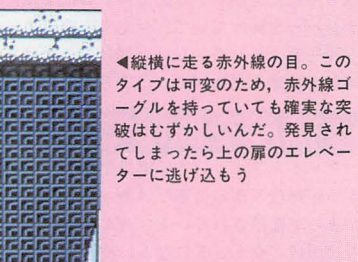 ◀縦横に走る赤外線の目。この
タイプは可変のため，赤外線ゴ
ーグルを持っていても確実な突
破はむずかしいんだ。発見され
てしまったら上の扉のエレベー
ターに逃げ込もう